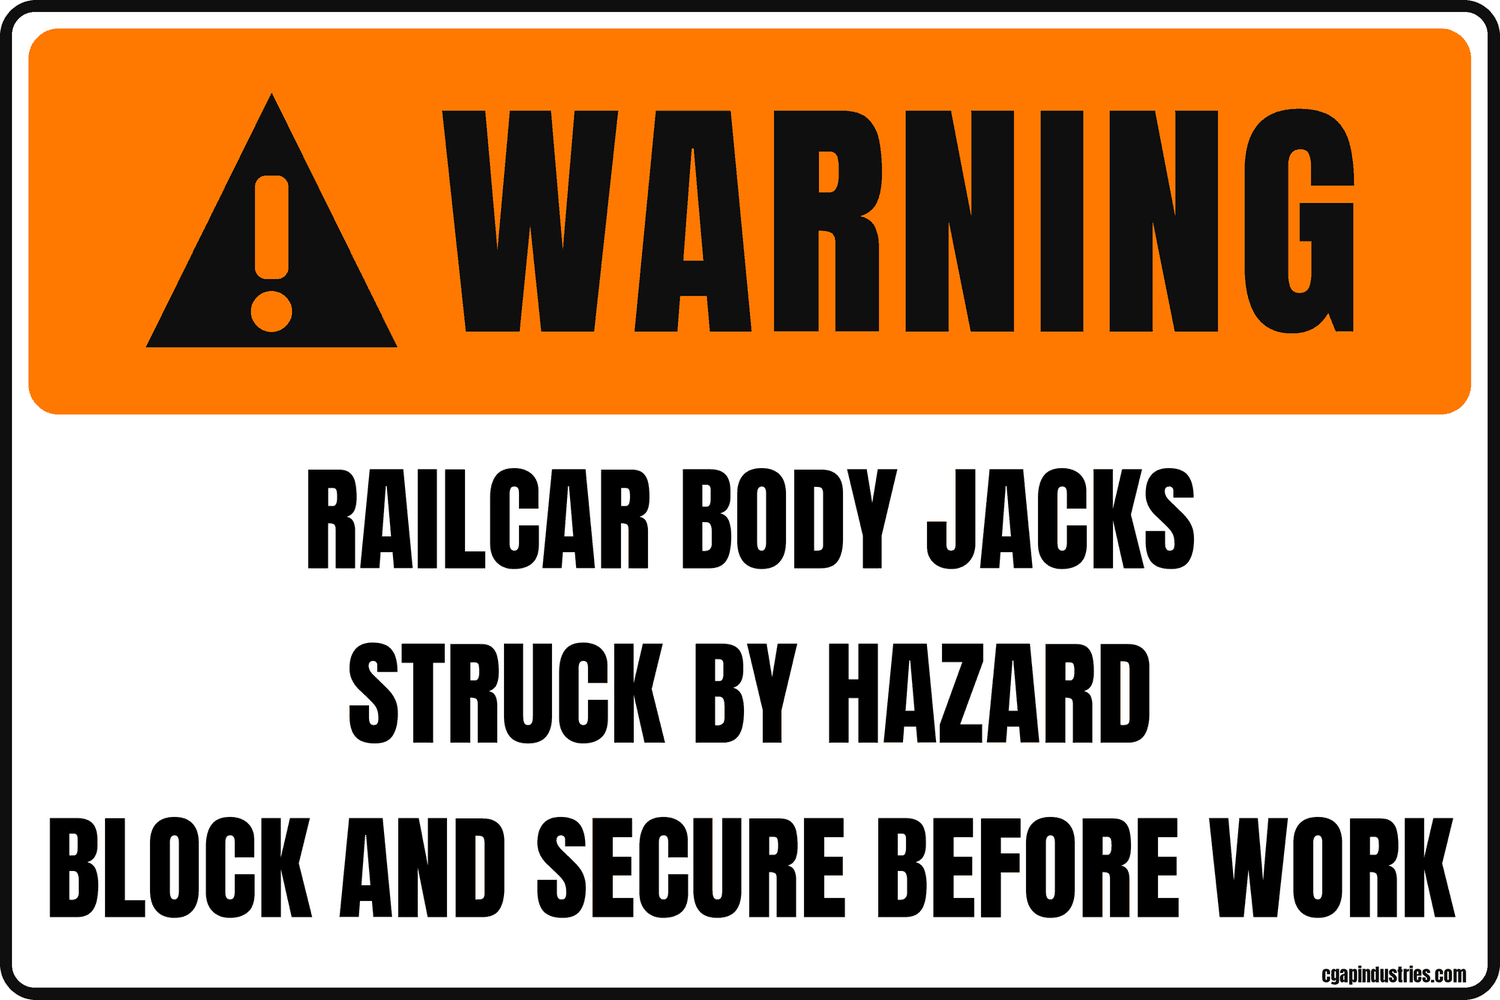 WARNING
RAILCAR BODY JACKS
STRUCK BY HAZARD
BLOCK AND SECURE BEFORE WORK
cgapindustries.com